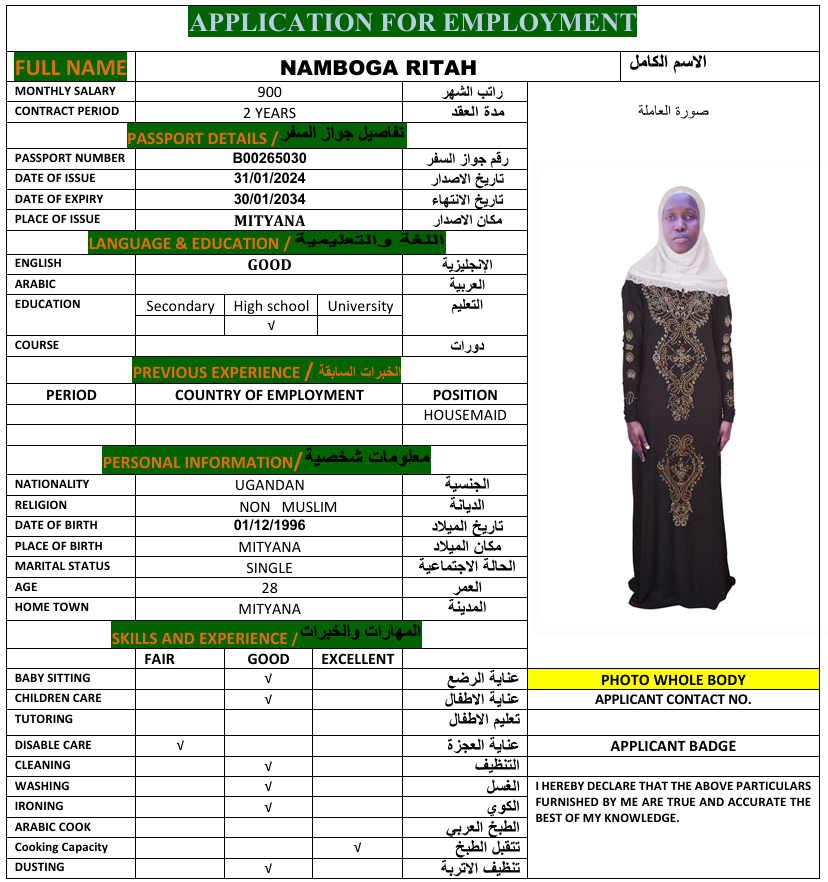 APPLICATION FOR EMPLOYMENT
FULL NAME NAMBOGA RITAH الاسم الكامل
MONTHLY SALARY 900 راتب الشهر
CONTRACT PERIOD 2 YEARS مدة العقد صورة العاملة
PASSPORT DETAILS / تفاصيل جواز السفر
PASSPORT NUMBER B00265030 رقم جواز السفر
DATE OF ISSUE 31/01/2024 تاريخ الاصدار
DATE OF EXPIRY 30/01/2034 تاريخ الانتهاء
PLACE OF ISSUE MITYANA مكان الاصدار
LANGUAGE & EDUCATION / اللغة والتعليمية
ENGLISH GOOD الإنجليزية
ARABIC العربية
EDUCATION Secondary High school University التعليم
√
COURSE دورات
PREVIOUS EXPERIENCE / الخبرات السابقة
PERIOD COUNTRY OF EMPLOYMENT POSITION
HOUSEMAID
PERSONAL INFORMATION/ معلومات شخصية
NATIONALITY UGANDAN الجنسية
RELIGION NON MUSLIM الديانة
DATE OF BIRTH 01/12/1996 تاريخ الميلاد
PLACE OF BIRTH MITYANA مكان الميلاد
MARITAL STATUS SINGLE الحالة الاجتماعية
AGE 28 العمر
HOME TOWN MITYANA المدينة
SKILLS AND EXPERIENCE / المهارات والخبرات
FAIR GOOD EXCELLENT
BABY SITTING √ عناية الرضع PHOTO WHOLE BODY
CHILDREN CARE √ عناية الاطفال APPLICANT CONTACT NO.
TUTORING تعليم الاطفال
DISABLE CARE √ عناية العجزة APPLICANT BADGE
CLEANING √ التنظيف
WASHING √ الغسل I HEREBY DECLARE THAT THE ABOVE PARTICULARS
IRONING √ الكوي FURNISHED BY ME ARE TRUE AND ACCURATE THE
ARABIC COOK الطبخ العربي BEST OF MY KNOWLEDGE.
Cooking Capacity √ تتقبل الطبخ
DUSTING √ تنظيف الاتربة